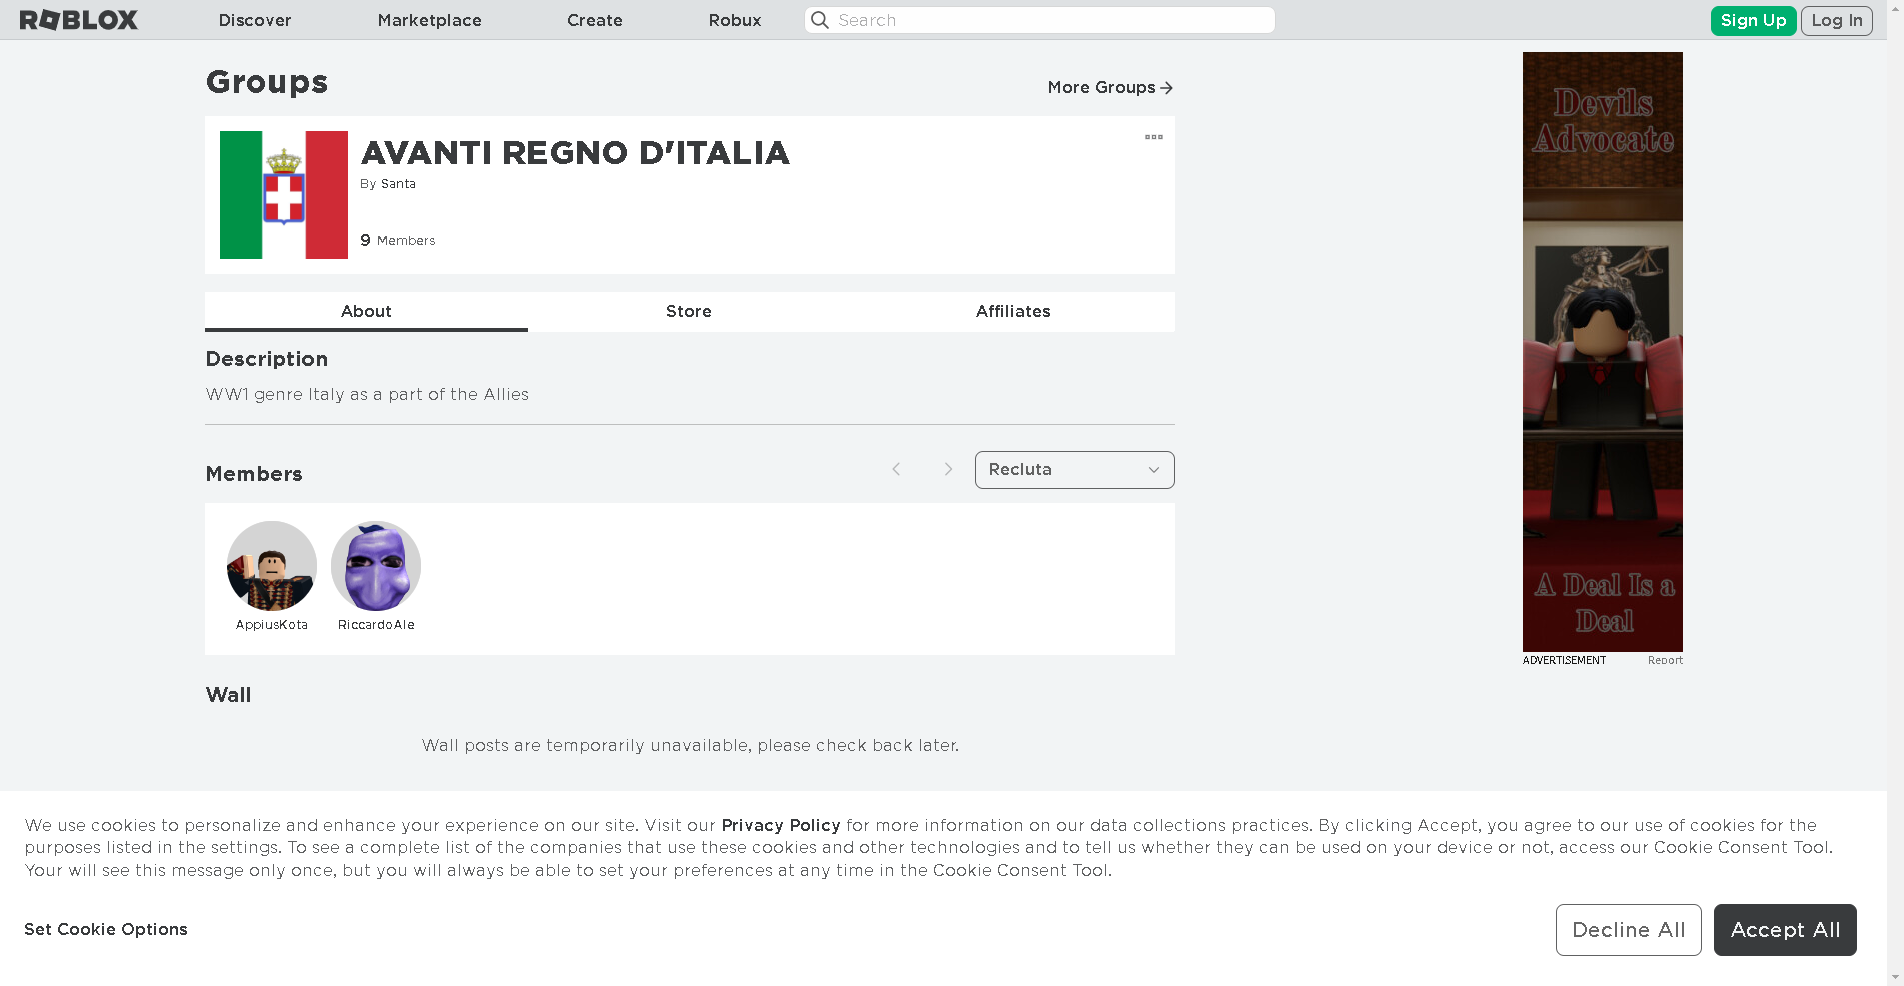 ROBLOX
Discover
Marketplace
Create
Robux
Search
Sign Up
Log In
Groups
More Groups
AVANTI REGNO D'ITALIA
By Santa
9 Members
About
Store
Affiliates
Description
WW1 genre Italy as a part of the Allies
Members
Recluta
AppiusKota
RiccardoAle
Wall
Wall posts are temporarily unavailable, please check back later.
Devils
Advocate
A Deal Is a
Deal
ADVERTISEMENT
Report
We use cookies to personalize and enhance your experience on our site. Visit our Privacy Policy for more information on our data collections practices. By clicking Accept, you agree to our use of cookies for the
purposes listed in the settings. To see a complete list of the companies that use these cookies and other technologies and to tell us whether they can be used on your device or not, access our Cookie Consent Tool.
Your will see this message only once, but you will always be able to set your preferences at any time in the Cookie Consent Tool.
Set Cookie Options
Decline All
Accept All